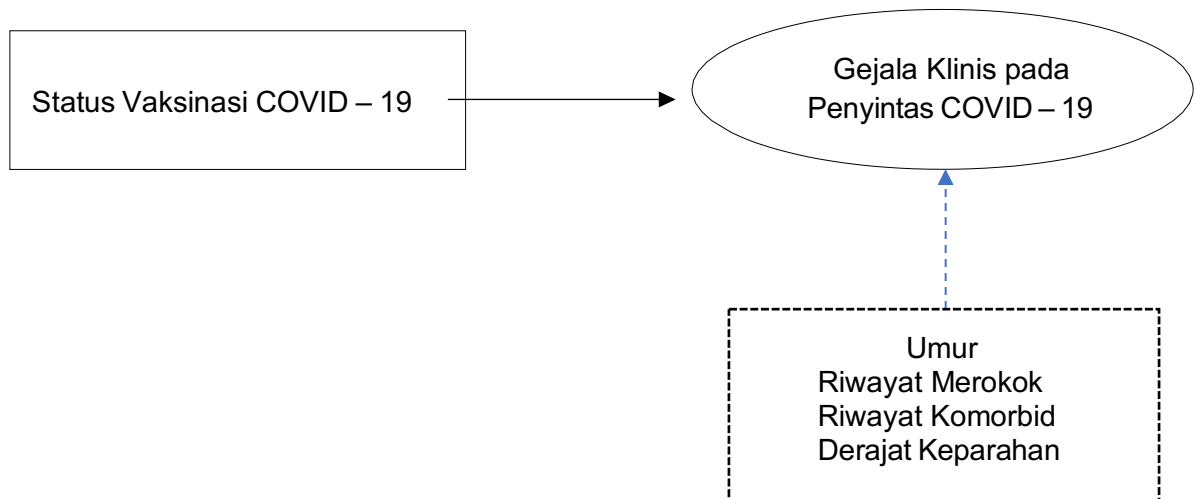 Status Vaksinasi COVID – 19
Gejala Klinis pada
Penyintas COVID – 19
Umur
Riwayat Merokok
Riwayat Komorbid
Derajat Keparahan